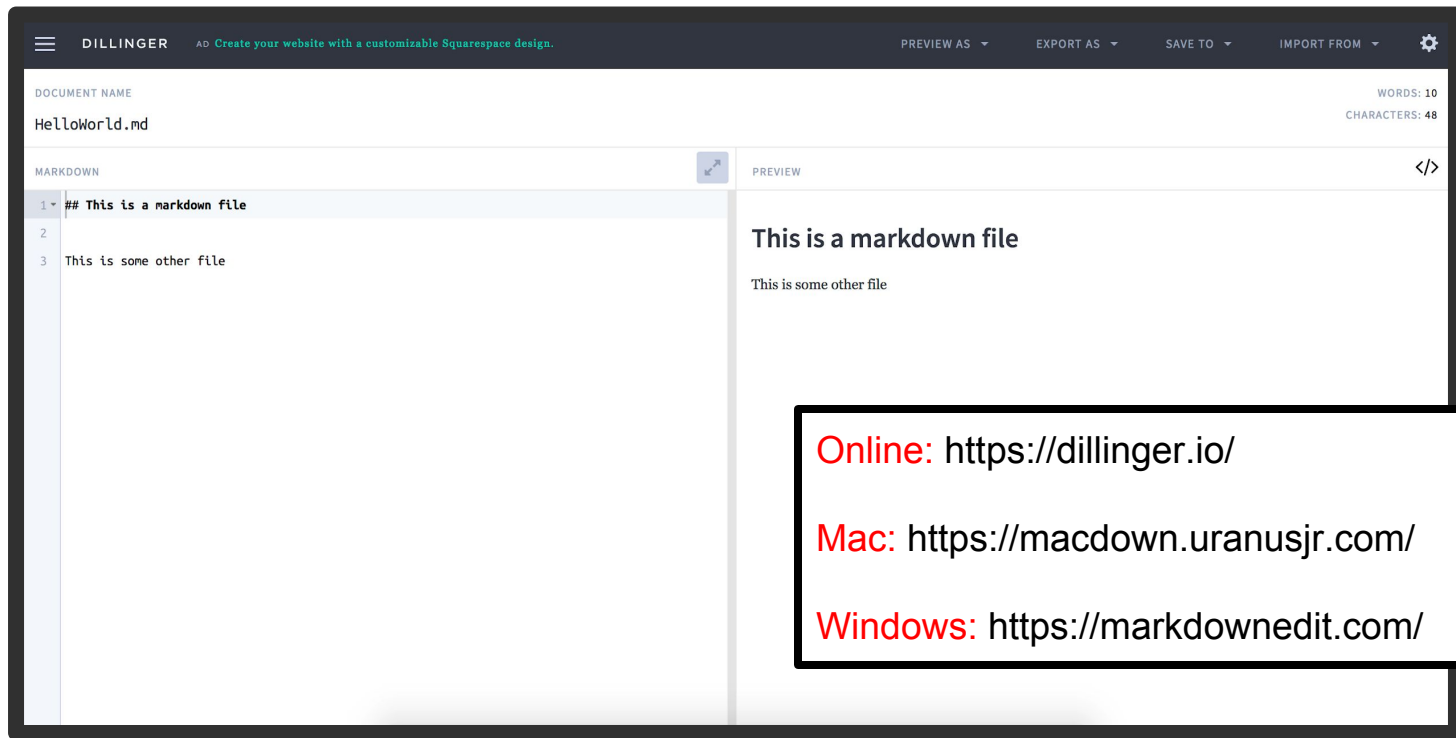 DILLINGER AD Create your website with a customizable Squarespace design. PREVIEW AS EXPORT AS SAVE TO IMPORT FROM
DOCUMENT NAME
HelloWorld.md
WORDS: 10
CHARACTERS: 48
MARKDOWN
1 ## This is a markdown file
2
3 This is some other file
PREVIEW </>
This is a markdown file
This is some other file
Online: https://dillinger.io/
Mac: https://macdown.uranusjr.com/
Windows: https://markdownedit.com/